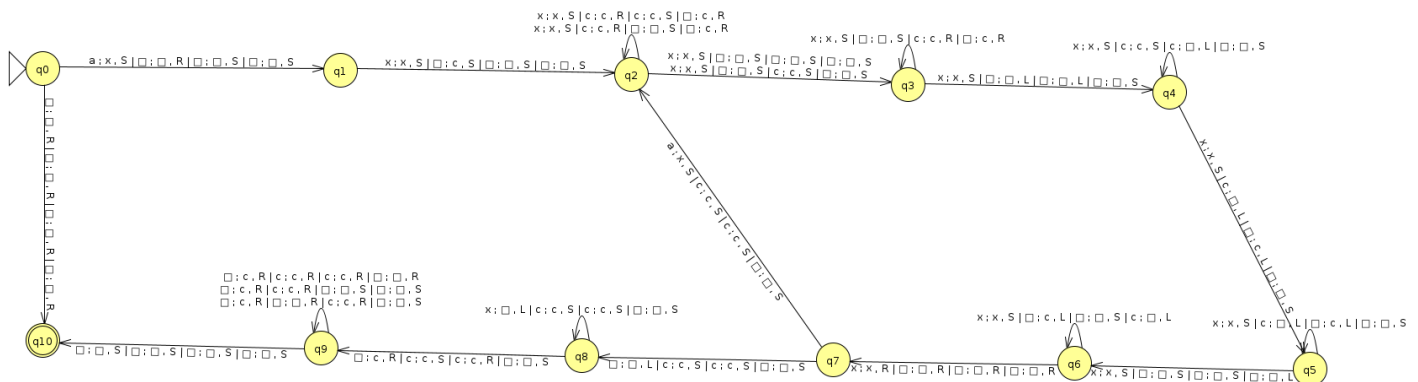 x;x,S|c;c,R|c;c,S|□;c,R
x;x,S|c;c,R|□;□,S|□;c,R
x;x,S|□;□,S|c;c,R|□;c,R
x;x,S|c;c,S|c;□,L|□;□,S
q0
a;x,S|□;□,R|□;□,S|□;□,S
q1
x;x,S|□;c,S|□;□,S|□;□,S
q2
x;x,S|□;□,S|□;□,S|□;□,S
x;x,S|□;□,S|c;c,S|□;□,S
q3
x;x,S|□;□,L|□;□,L|□;□,S
q4
□;□,R|□;□,R|□;□,R|□;□,R
a;x,S|c;c,S|c;c,S|□;□,S
x;x,S|c;□,L|□;c,L|□;□,S
□;c,R|c;c,R|c;c,R|□;□,R
□;c,R|c;c,R|□;□,S|□;□,S
□;c,R|□;□,R|c;c,R|□;□,S
x;□,L|c;c,S|c;c,S|□;□,S
x;x,S|□;c,L|□;□,S|c;□,L
x;x,S|c;□,L|□;c,L|□;□,S
q10
□;□,S|□;□,S|□;□,S|□;□,S
q9
□;c,R|c;c,S|c;c,R|□;□,S
q8
□;□,L|c;c,S|c;c,S|□;□,S
q7
x;x,R|□;□,R|□;□,R|□;□,R
q6
x;x,S|□;□,S|□;□,S|□;□,L
q5